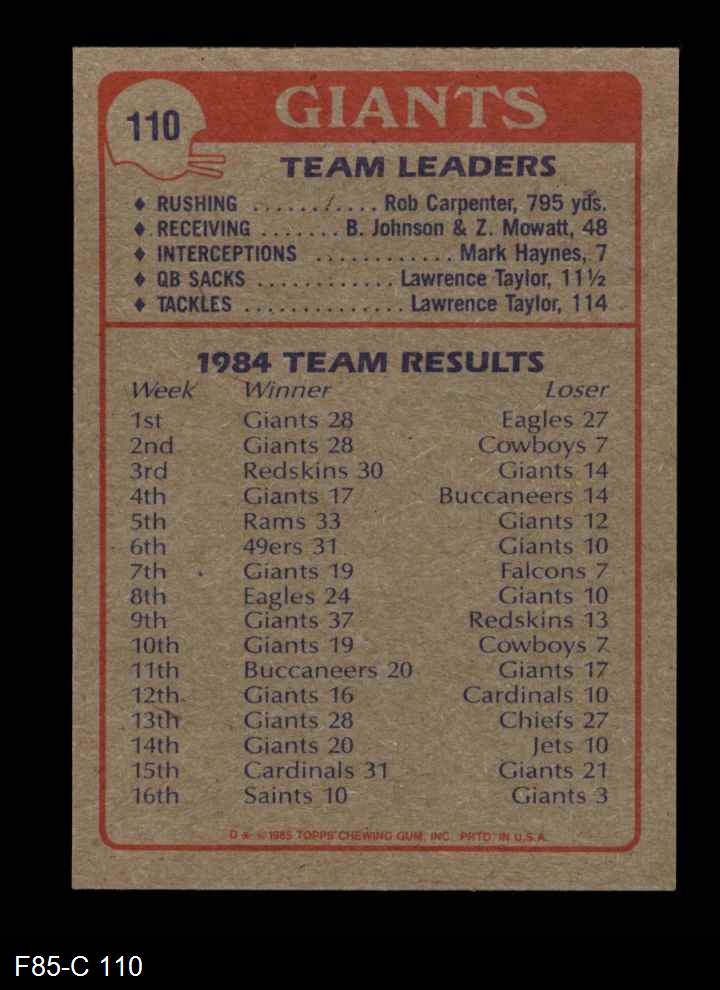 110
GIANTS
TEAM LEADERS
♦ RUSHING ............ Rob Carpenter, 795 yds.
♦ RECEIVING ....... B. Johnson & Z. Mowatt, 48
♦ INTERCEPTIONS ............ Mark Haynes, 7
♦ QB SACKS ............ Lawrence Taylor, 11½
♦ TACKLES .............. Lawrence Taylor, 114
1984 TEAM RESULTS
Week Winner Loser
1st Giants 28 Eagles 27
2nd Giants 28 Cowboys 7
3rd Redskins 30 Giants 14
4th Giants 17 Buccaneers 14
5th Rams 33 Giants 12
6th 49ers 31 Giants 10
7th Giants 19 Falcons 7
8th Eagles 24 Giants 10
9th Giants 37 Redskins 13
10th Giants 19 Cowboys 7
11th Buccaneers 20 Giants 17
12th Giants 16 Cardinals 10
13th Giants 28 Chiefs 27
14th Giants 20 Jets 10
15th Cardinals 31 Giants 21
16th Saints 10 Giants 3
D ★ © 1985 TOPPS CHEWING GUM, INC. PRTD. IN U.S.A.
F85-C 110